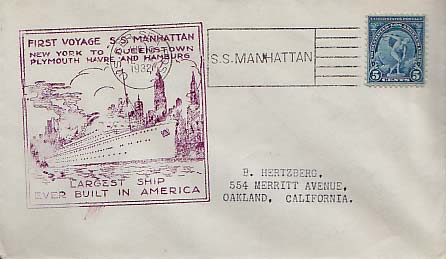 FIRST VOYAGE S.S. MANHATTAN
NEW YORK TO QUEENSTOWN
PLYMOUTH HAVRE AND HAMBURG
1932
S.S. MANHATTAN
5 5
LARGEST SHIP
EVER BUILT IN AMERICA
B. HERTZBERG,
554 MERRITT AVENUE,
OAKLAND, CALIFORNIA.